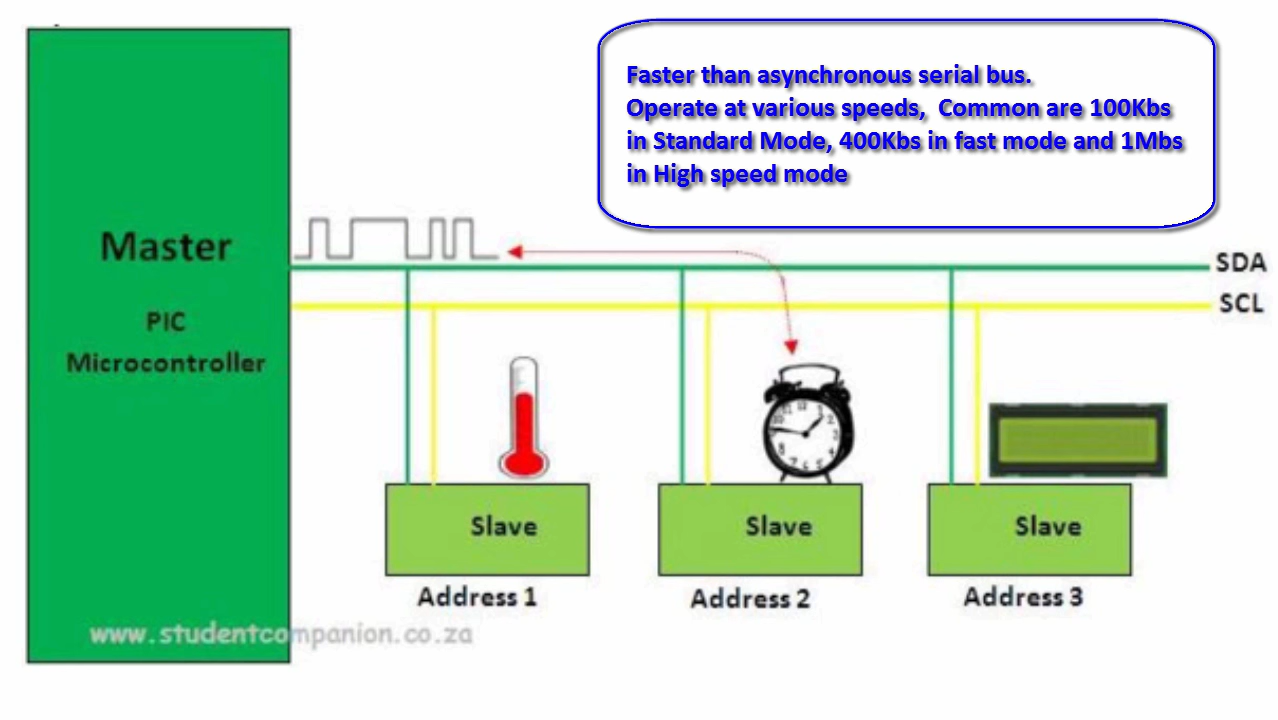 Faster than asynchronous serial bus.
Operate at various speeds,  Common are 100Kbs
in Standard Mode, 400Kbs in fast mode and 1Mbs
in High speed mode
Master
PIC
Microcontroller
SDA
SCL
Slave
Slave
Slave
Address 1
Address 2
Address 3
www.studentcompanion.co.za